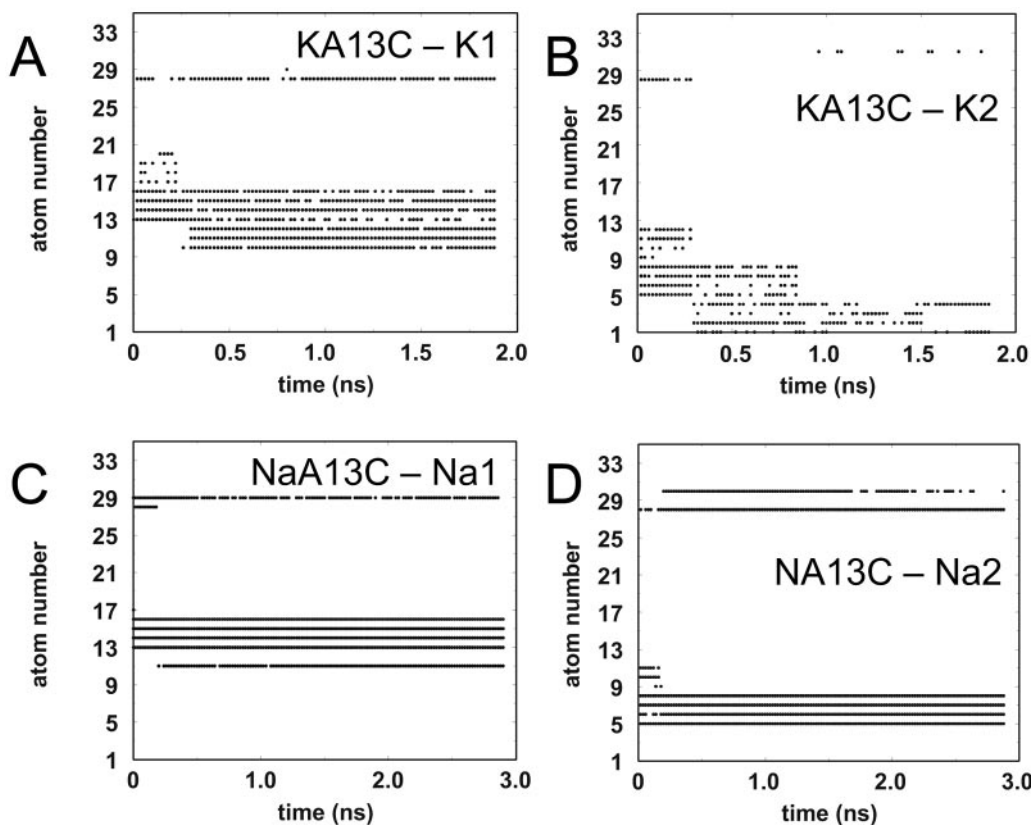 A
KA13C – K1
33
29
25
21
17
13
9
5
1
atom number
0 0.5 1.0 1.5 2.0
time (ns)
B
KA13C – K2
33
29
25
21
17
13
9
5
1
atom number
0 0.5 1.0 1.5 2.0
time (ns)
C
NaA13C – Na1
33
29
25
21
17
13
9
5
1
atom number
0 1.0 2.0 3.0
time (ns)
D
NA13C – Na2
33
29
25
21
17
13
9
5
1
atom number
0 1.0 2.0 3.0
time (ns)